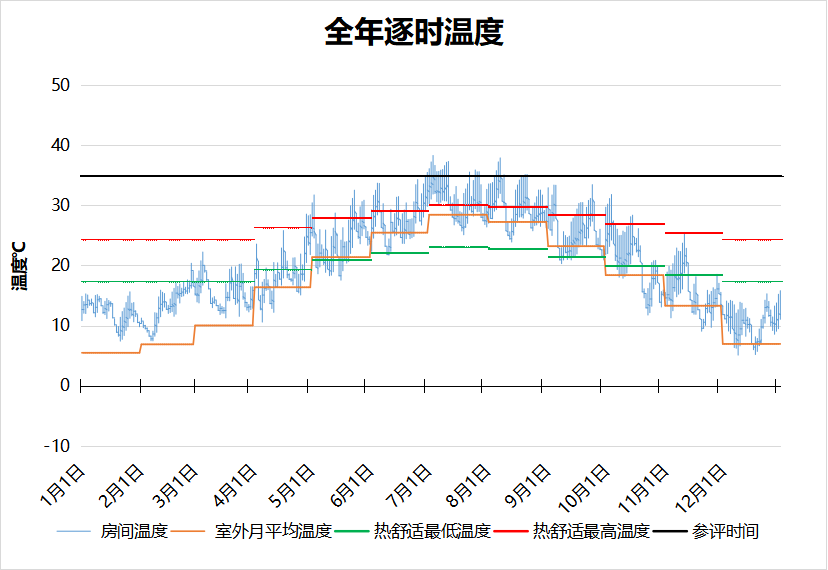 全年逐时温度
50
40
30
20
10
0
-10
温度℃
1月1日
2月1日
3月1日
4月1日
5月1日
6月1日
7月1日
8月1日
9月1日
10月1日
11月1日
12月1日
房间温度 室外月平均温度 热舒适最低温度 热舒适最高温度 参评时间